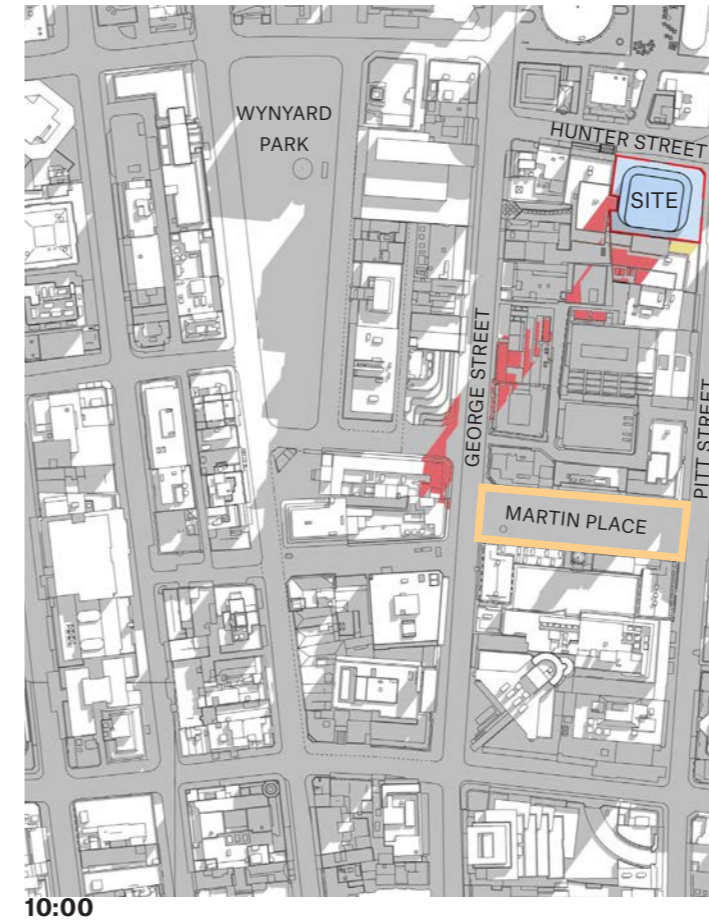 WYNYARD
PARK
HUNTER STREET
SITE
GEORGE STREET
PITT STREET
MARTIN PLACE
10:00